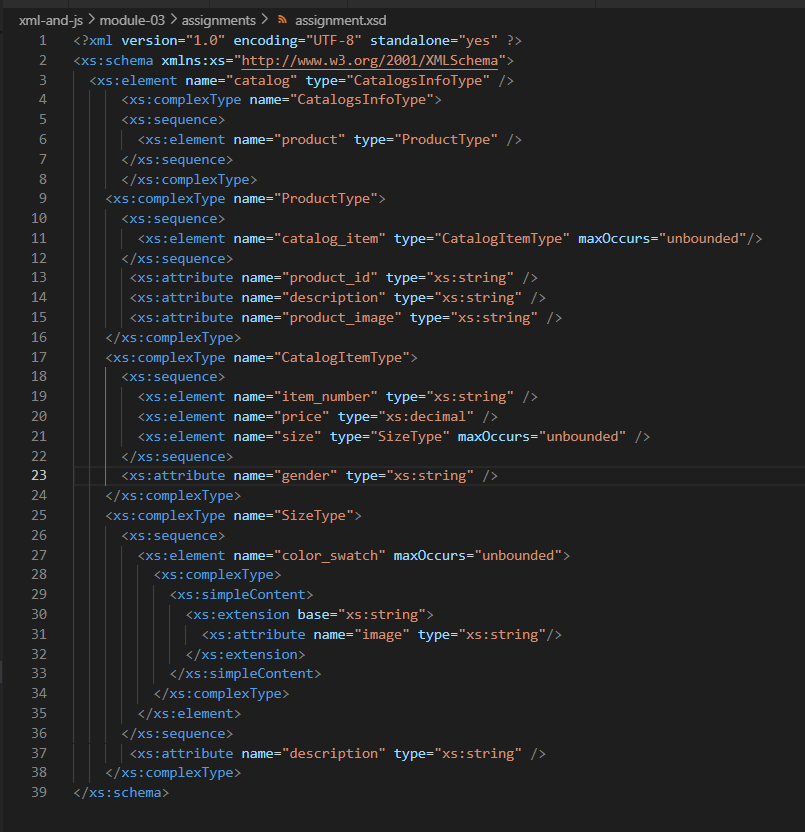 xml-and-js > module-03 > assignments > assignment.xsd
1 <?xml version="1.0" encoding="UTF-8" standalone="yes" ?>
2 <xs:schema xmlns:xs="http://www.w3.org/2001/XMLSchema">
3 <xs:element name="catalog" type="CatalogsInfoType" />
4 <xs:complexType name="CatalogsInfoType">
5 <xs:sequence>
6 <xs:element name="product" type="ProductType" />
7 </xs:sequence>
8 </xs:complexType>
9 <xs:complexType name="ProductType">
10 <xs:sequence>
11 <xs:element name="catalog_item" type="CatalogItemType" maxOccurs="unbounded"/>
12 </xs:sequence>
13 <xs:attribute name="product_id" type="xs:string" />
14 <xs:attribute name="description" type="xs:string" />
15 <xs:attribute name="product_image" type="xs:string" />
16 </xs:complexType>
17 <xs:complexType name="CatalogItemType">
18 <xs:sequence>
19 <xs:element name="item_number" type="xs:string" />
20 <xs:element name="price" type="xs:decimal" />
21 <xs:element name="size" type="SizeType" maxOccurs="unbounded" />
22 </xs:sequence>
23 <xs:attribute name="gender" type="xs:string" />
24 </xs:complexType>
25 <xs:complexType name="SizeType">
26 <xs:sequence>
27 <xs:element name="color_swatch" maxOccurs="unbounded">
28 <xs:complexType>
29 <xs:simpleContent>
30 <xs:extension base="xs:string">
31 <xs:attribute name="image" type="xs:string"/>
32 </xs:extension>
33 </xs:simpleContent>
34 </xs:complexType>
35 </xs:element>
36 </xs:sequence>
37 <xs:attribute name="description" type="xs:string" />
38 </xs:complexType>
39 </xs:schema>